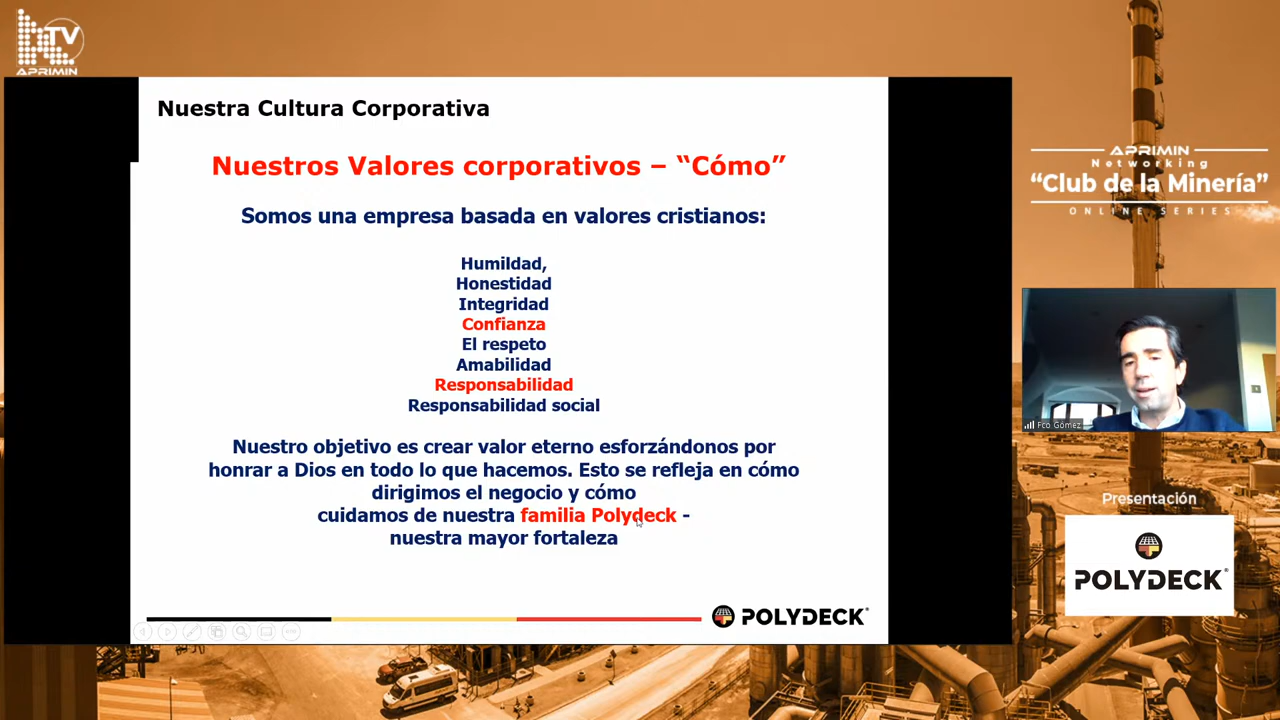 TV
APRIMIN
Nuestra Cultura Corporativa
Nuestros Valores corporativos – “Cómo”
Somos una empresa basada en valores cristianos:
Humildad,
Honestidad
Integridad
Confianza
El respeto
Amabilidad
Responsabilidad
Responsabilidad social
Nuestro objetivo es crear valor eterno esforzándonos por
honrar a Dios en todo lo que hacemos. Esto se refleja en cómo
dirigimos el negocio y cómo
cuidamos de nuestra familia Polydeck -
nuestra mayor fortaleza
POLYDECK®
APRIMIN
Networking
“Club de la Minería”
ONLINE SERIES
Fco Gómez
Presentación
POLYDECK®